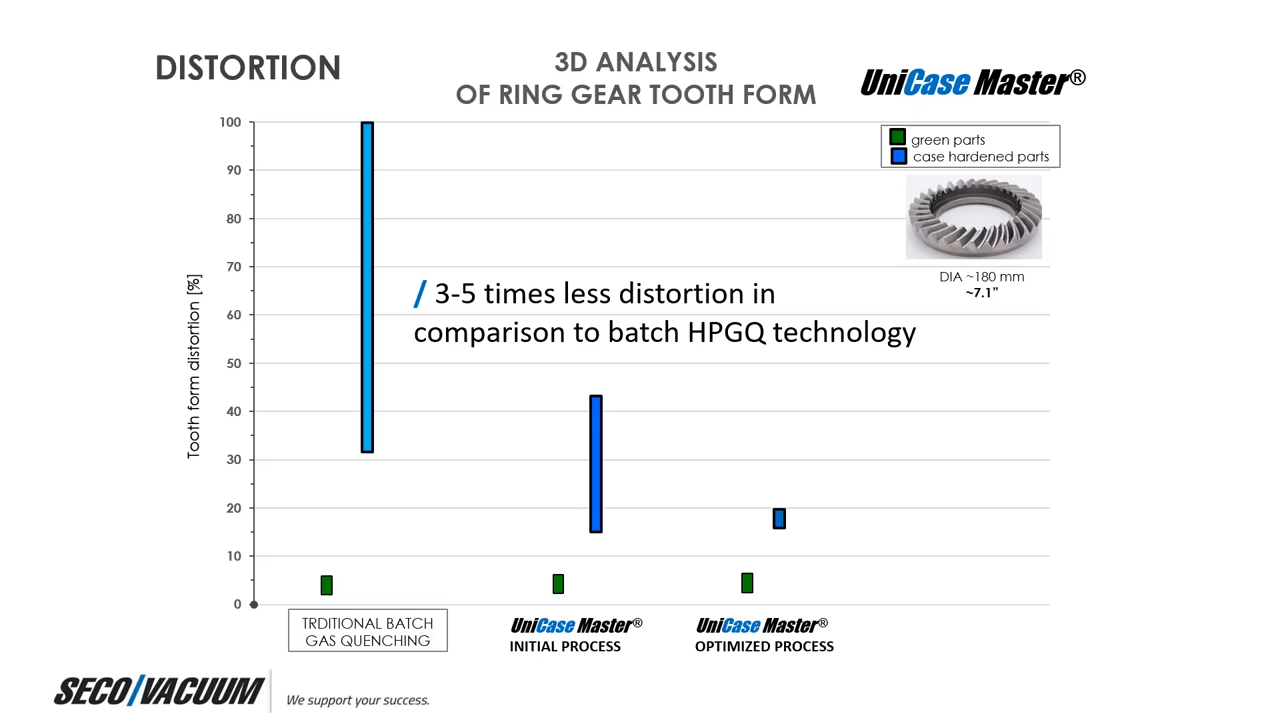 DISTORTION
3D ANALYSIS
OF RING GEAR TOOTH FORM
UniCase Master®
green parts
case hardened parts
DIA ~180 mm
~7.1”
Tooth form distortion [%]
100
90
80
70
60
50
40
30
20
10
0
/ 3-5 times less distortion in
comparison to batch HPGQ technology
TRDITIONAL BATCH
GAS QUENCHING
UniCase Master®
INITIAL PROCESS
UniCase Master®
OPTIMIZED PROCESS
SECO/VACUUM
We support your success.